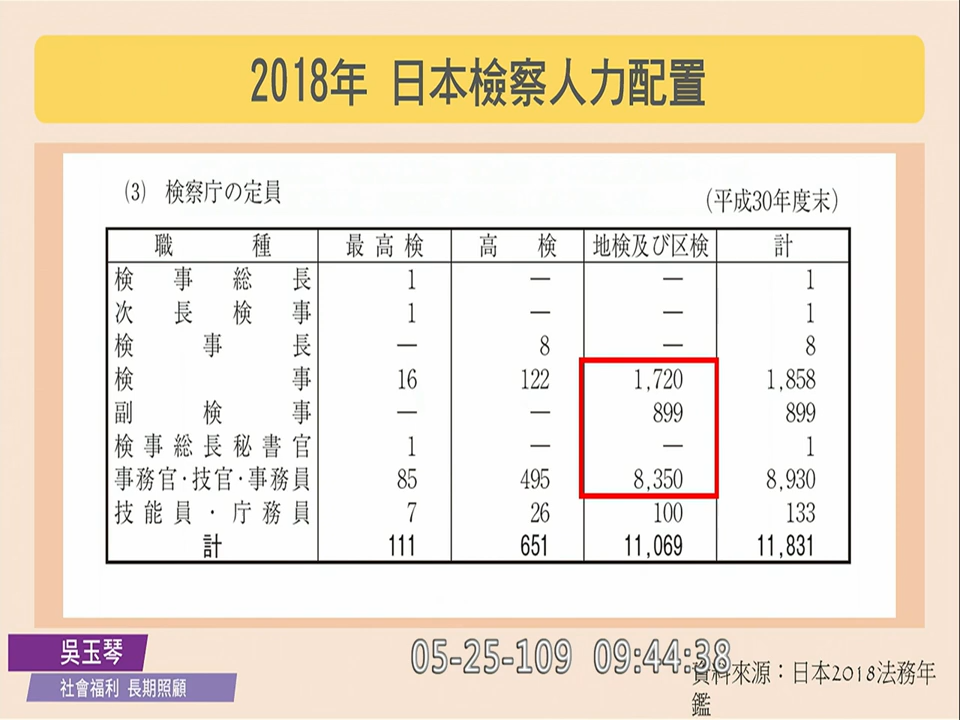 2018年 日本檢察人力配置
(3) 検察庁の定員
(平成30年度末)
職種 最高検 高検 地検及び区検 計
検事総長 1 — — 1
次長検事 1 — — 1
検事長 — 8 — 8
検事 16 122 1,720 1,858
副検事 — — 899 899
検事総長秘書官 1 — — 1
事務官・技官・事務員 85 495 8,350 8,930
技能員・庁務員 7 26 100 133
計 111 651 11,069 11,831
吳玉琴
社會福利 長期照顧
05-25-109 09:44:38
資料來源：日本2018法務年
鑑